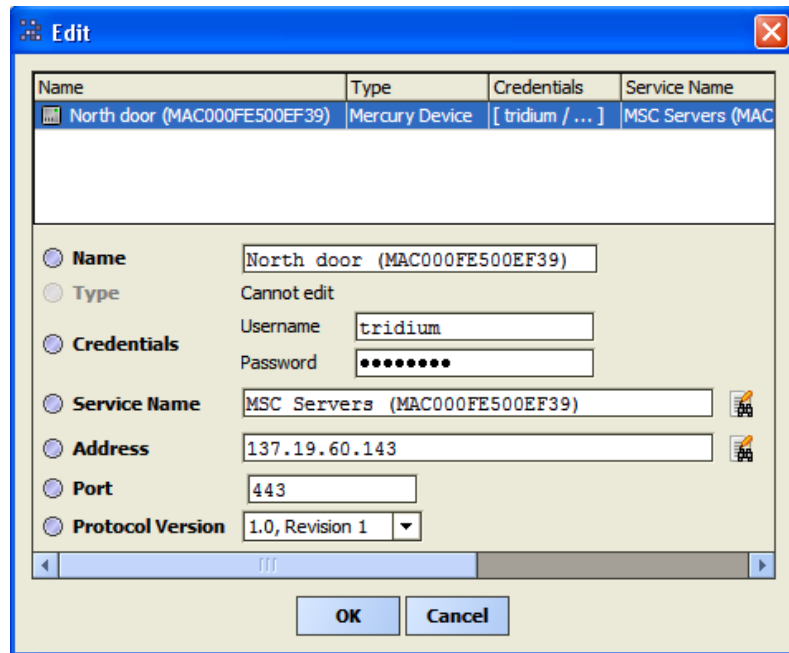 Edit
Name Type Credentials Service Name
North door (MAC000FE500EF39) Mercury Device [ tridium / ... ] MSC Servers (MAC
Name North door (MAC000FE500EF39)
Type Cannot edit
Credentials Username tridium
Password ••••••••
Service Name MSC Servers (MAC000FE500EF39)
Address 137.19.60.143
Port 443
Protocol Version 1.0, Revision 1
OK Cancel